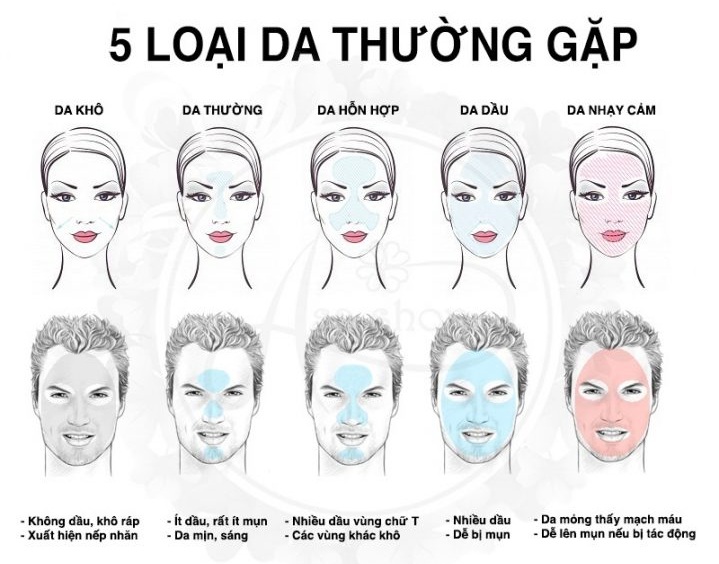 5 LOẠI DA THƯỜNG GẶP
DA KHÔ
DA THƯỜNG
DA HỖN HỢP
DA DẦU
DA NHẠY CẢM
- Không dầu, khô ráp
- Xuất hiện nếp nhăn
- Ít dầu, rất ít mụn
- Da mịn, sáng
- Nhiều dầu vùng chữ T
- Các vùng khác khô
- Nhiều dầu
- Dễ bị mụn
- Da mỏng thấy mạch máu
- Dễ lên mụn nếu bị tác động